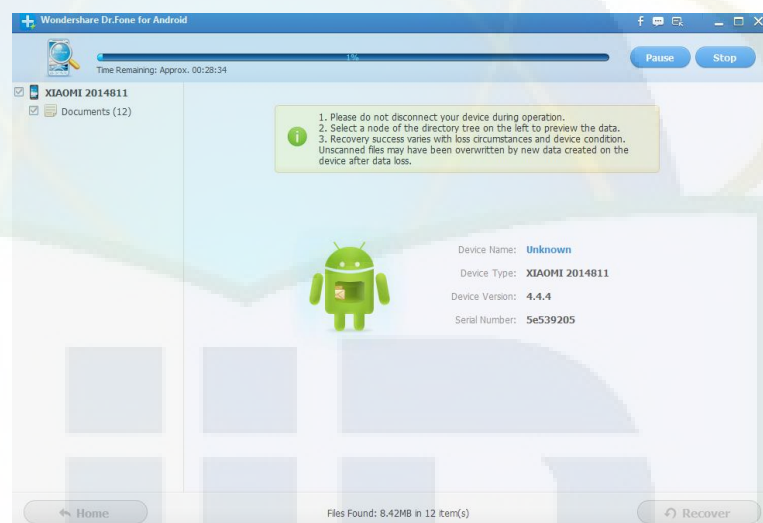 Wondershare Dr.Fone for Android
1%
Time Remaining: Approx. 00:28:34
Pause
Stop
XIAOMI 2014811
Documents (12)
1. Please do not disconnect your device during operation.
2. Select a node of the directory tree on the left to preview the data.
3. Recovery success varies with loss circumstances and device condition.
Unscanned files may have been overwritten by new data created on the
device after data loss.
Device Name: Unknown
Device Type: XIAOMI 2014811
Device Version: 4.4.4
Serial Number: 5e539205
Home
Files Found: 8.42MB in 12 item(s)
Recover